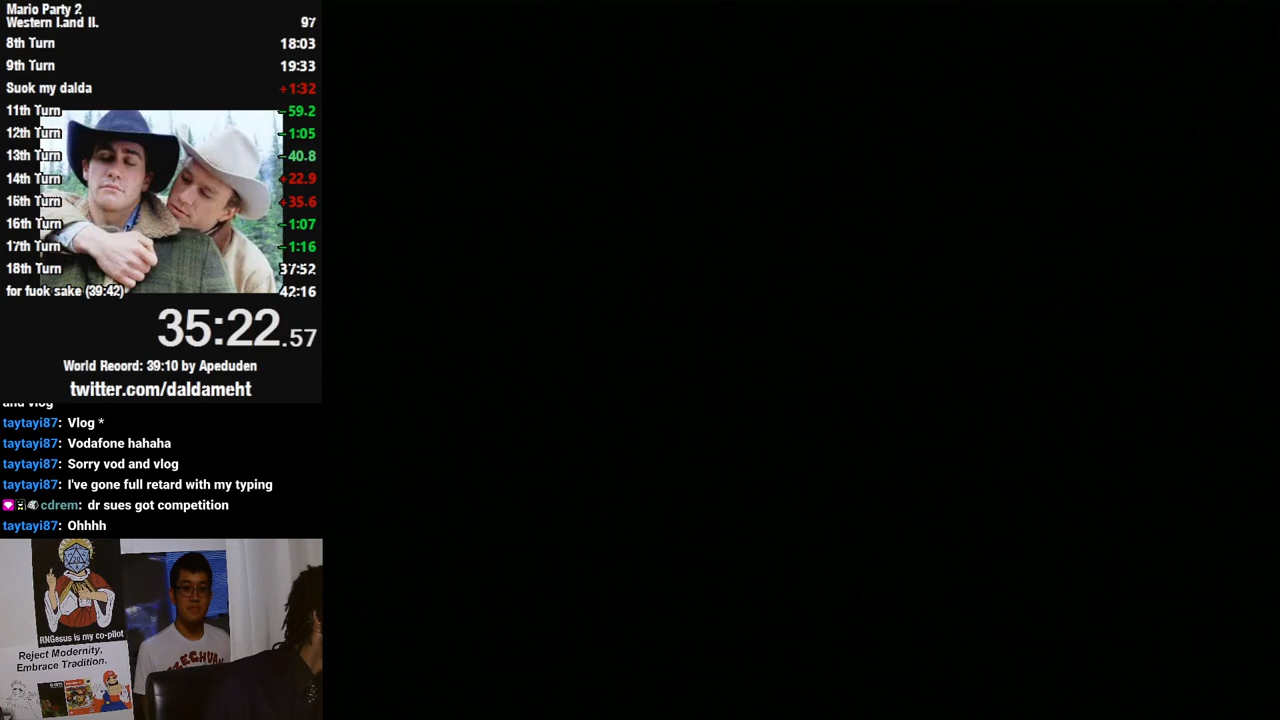 Mario Party 2
Western Land II.
97
8th Turn 18:03
9th Turn 19:33
Suok my dalda +1:32
11th Turn -59.2
12th Turn -1:05
13th Turn -40.8
14th Turn +22.9
15th Turn +35.6
16th Turn -1:07
17th Turn -1:16
18th Turn 37:52
for fuok sake (39:42) 42:16
35:22.57
World Reoord: 39:10 by Apeduden
twitter.com/daldameht
and vlog
taytayi87: Vlog *
taytayi87: Vodafone hahaha
taytayi87: Sorry vod and vlog
taytayi87: I've gone full retard with my typing
cdrem: dr sues got competition
taytayi87: Ohhhh
RNGesus is my co-pilot
Reject Modernity,
Embrace Tradition.